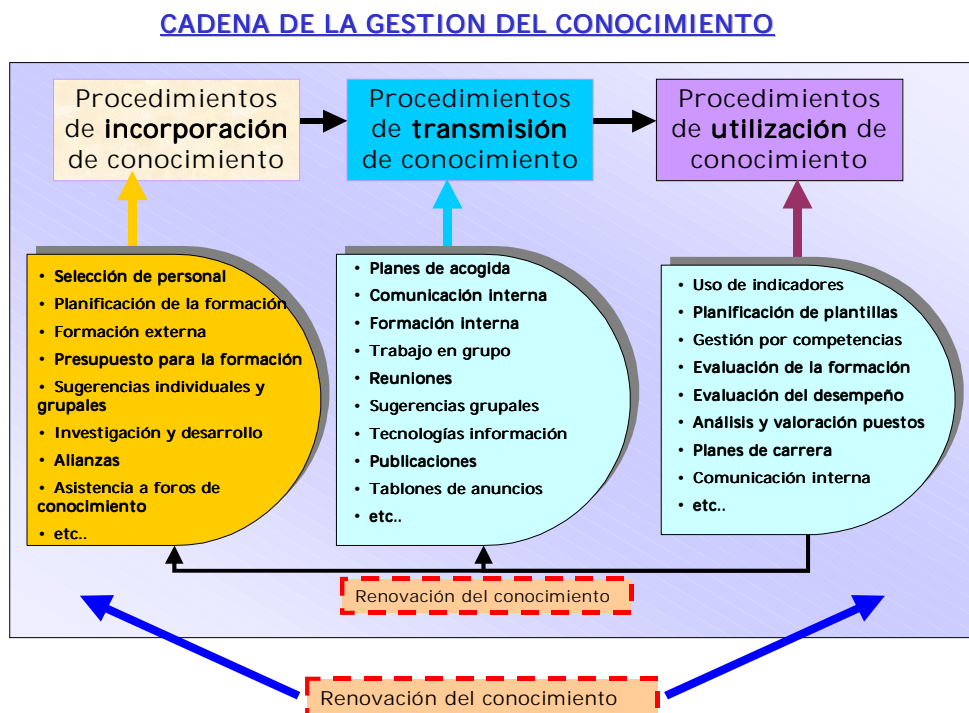 CADENA DE LA GESTION DEL CONOCIMIENTO
Procedimientos
de incorporación
de conocimiento
Procedimientos
de transmisión
de conocimiento
Procedimientos
de utilización de
conocimiento
• Selección de personal
• Planificación de la formación
• Formación externa
• Presupuesto para la formación
• Sugerencias individuales y
grupales
• Investigación y desarrollo
• Alianzas
• Asistencia a foros de
conocimiento
• etc..
• Planes de acogida
• Comunicación interna
• Formación interna
• Trabajo en grupo
• Reuniones
• Sugerencias grupales
• Tecnologías información
• Publicaciones
• Tablones de anuncios
• etc..
• Uso de indicadores
• Planificación de plantillas
• Gestión por competencias
• Evaluación de la formación
• Evaluación del desempeño
• Análisis y valoración puestos
• Planes de carrera
• Comunicación interna
• etc..
Renovación del conocimiento
Renovación del conocimiento